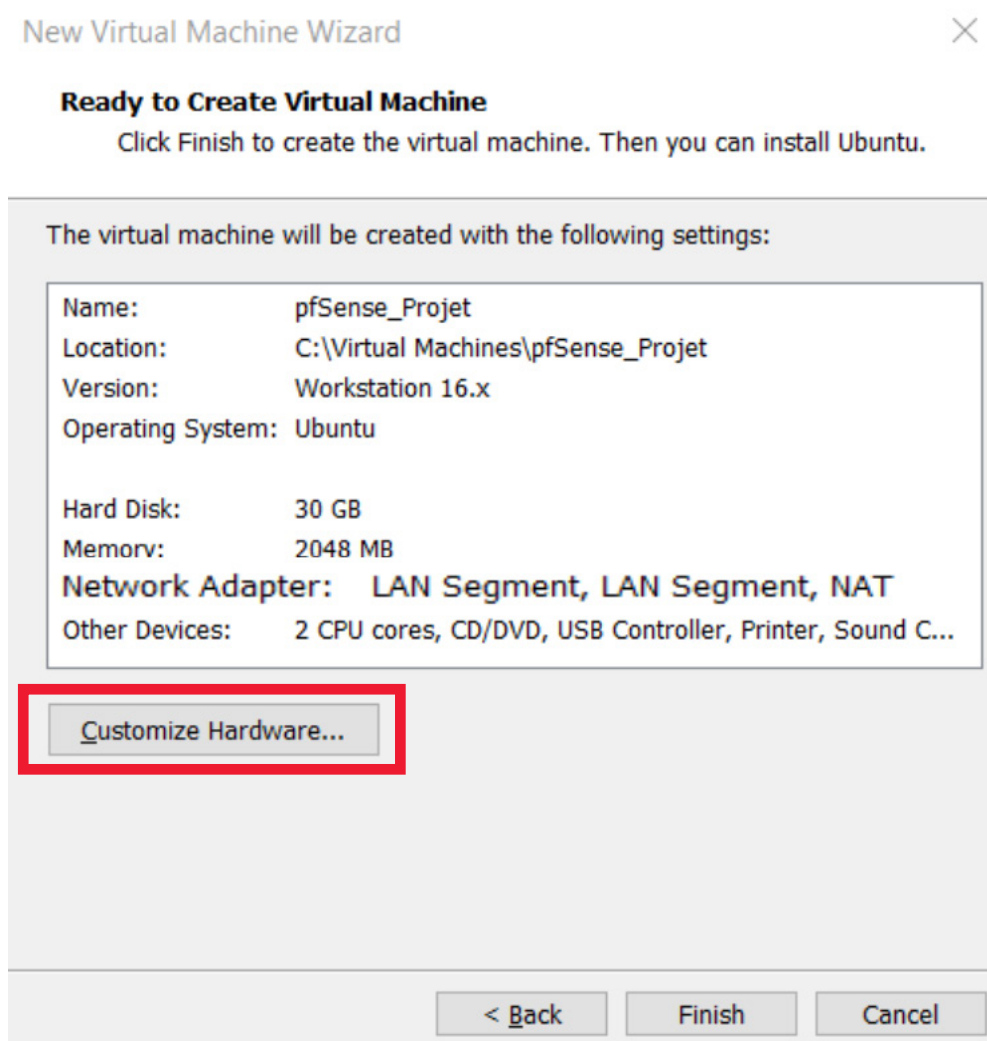 New Virtual Machine Wizard
Ready to Create Virtual Machine
Click Finish to create the virtual machine. Then you can install Ubuntu.
The virtual machine will be created with the following settings:
Name: pfSense_Projet
Location: C:\Virtual Machines\pfSense_Projet
Version: Workstation 16.x
Operating System: Ubuntu
Hard Disk: 30 GB
Memory: 2048 MB
Network Adapter: LAN Segment, LAN Segment, NAT
Other Devices: 2 CPU cores, CD/DVD, USB Controller, Printer, Sound C...
Customize Hardware...
< Back Finish Cancel